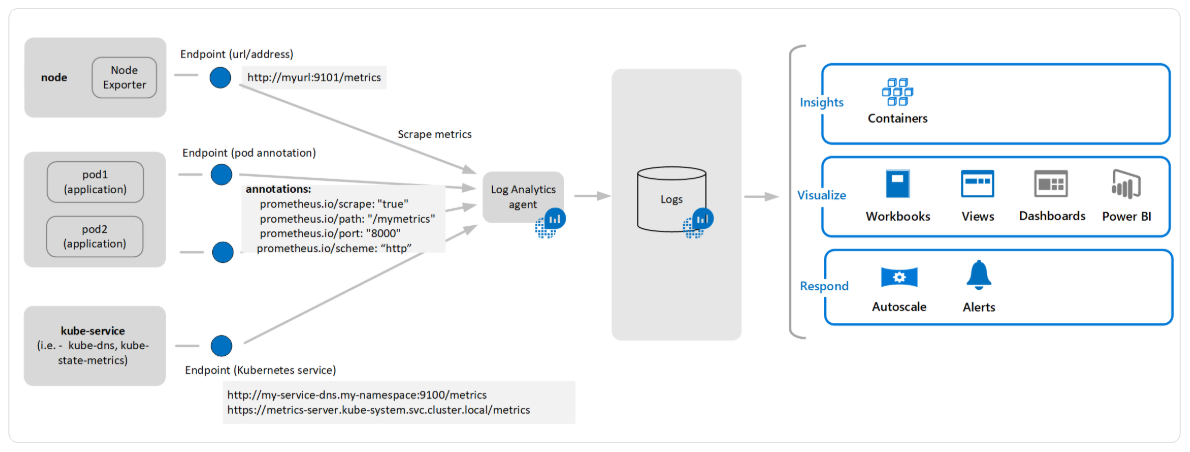 node
Node
Exporter
Endpoint (url/address)
http://myurl:9101/metrics
Scrape metrics
pod1
(application)
pod2
(application)
Endpoint (pod annotation)
annotations:
prometheus.io/scrape: "true"
prometheus.io/path: "/mymetrics"
prometheus.io/port: "8000"
prometheus.io/scheme: “http”
kube-service
(i.e. - kube-dns, kube-
state-metrics)
Endpoint (Kubernetes service)
http://my-service-dns.my-namespace:9100/metrics
https://metrics-server.kube-system.svc.cluster.local/metrics
Log Analytics
agent
Logs
Insights
Containers
Visualize
Workbooks
Views
Dashboards
Power BI
Respond
Autoscale
Alerts